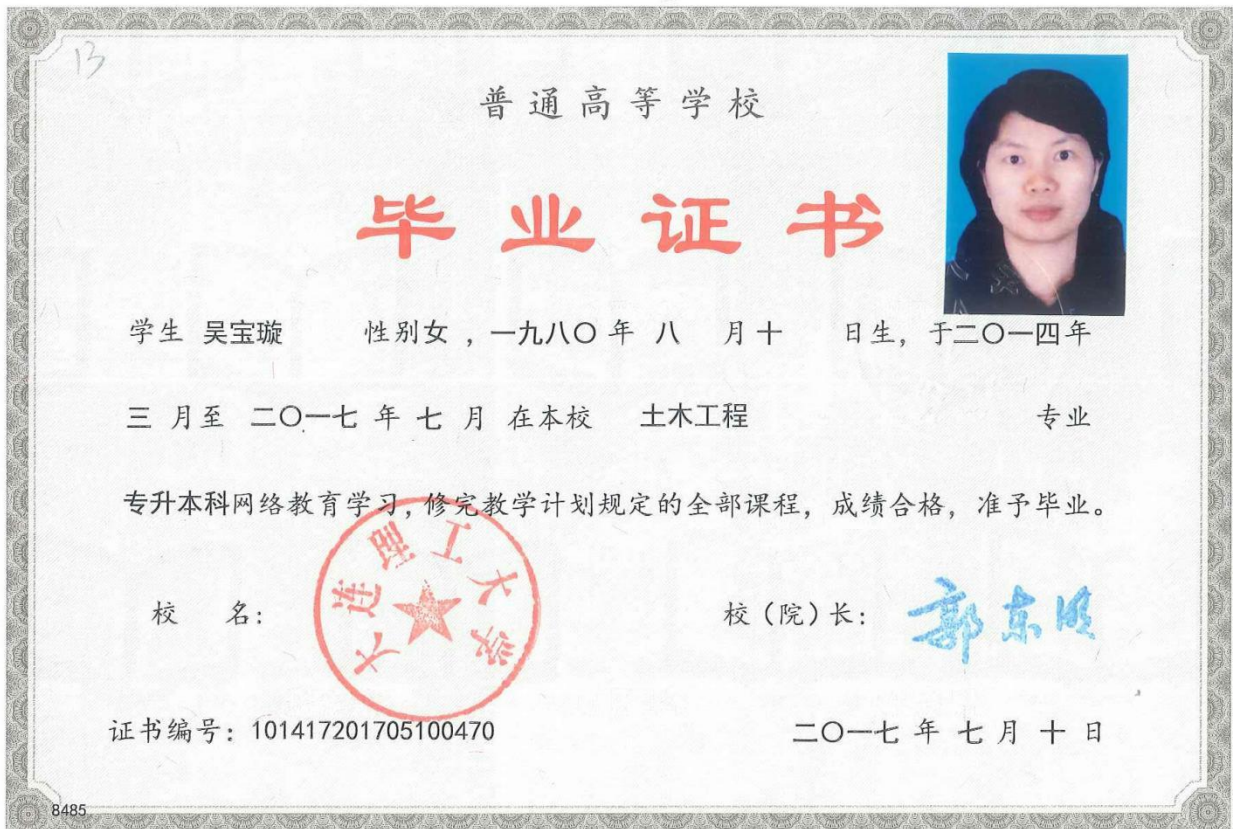 13
普通高等学校
毕业证书
学生 吴宝璇 性别女 ，一九八〇 年 八 月 十 日生，于二〇一四年
三 月至 二〇一七 年 七 月 在本校 土木工程 专业
专升本科网络教育学习，修完教学计划规定的全部课程，成绩合格，准予毕业。
大连理工大学
校 名： 校（院）长： 郭东明
证书编号：101417201705100470 二〇一七 年 七 月 十 日
8485